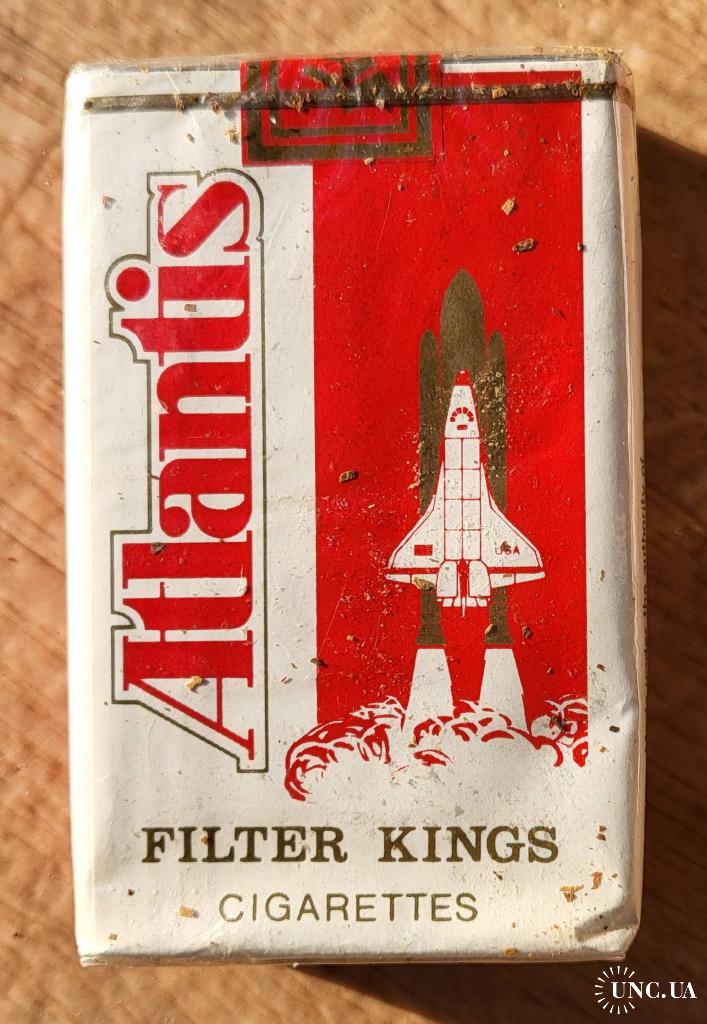 Atlantis
USA
FILTER KINGS
CIGARETTES
UNC.UA